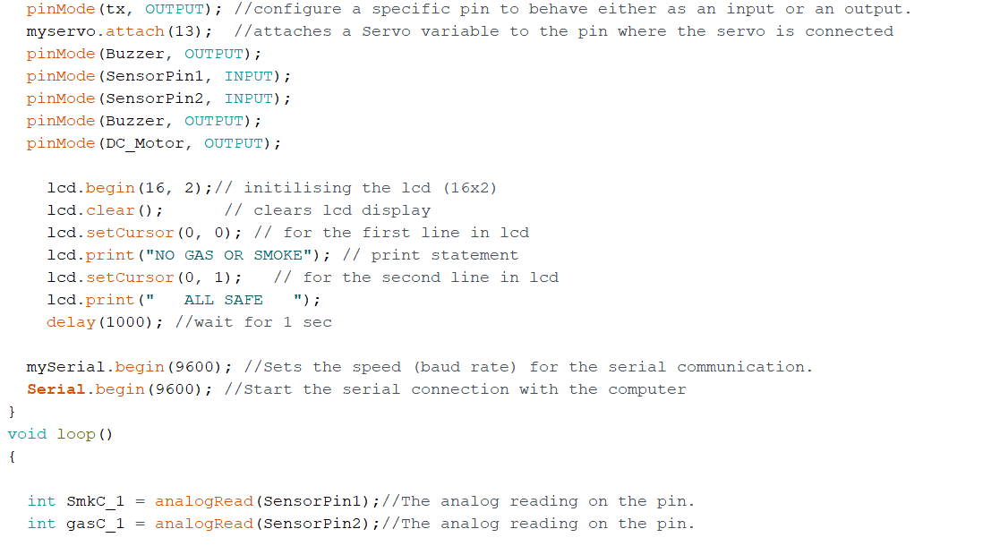 pinMode(tx, OUTPUT); //configure a specific pin to behave either as an input or an output.
myservo.attach(13);  //attaches a Servo variable to the pin where the servo is connected
pinMode(Buzzer, OUTPUT);
pinMode(SensorPin1, INPUT);
pinMode(SensorPin2, INPUT);
pinMode(Buzzer, OUTPUT);
pinMode(DC_Motor, OUTPUT);
lcd.begin(16, 2);// initilising the lcd (16x2)
lcd.clear();      // clears lcd display
lcd.setCursor(0, 0); // for the first line in lcd
lcd.print("NO GAS OR SMOKE"); // print statement
lcd.setCursor(0, 1);   // for the second line in lcd
lcd.print("   ALL SAFE   ");
delay(1000); //wait for 1 sec
mySerial.begin(9600); //Sets the speed (baud rate) for the serial communication.
Serial.begin(9600); //Start the serial connection with the computer
}
void loop()
{
int SmkC_1 = analogRead(SensorPin1);//The analog reading on the pin.
int gasC_1 = analogRead(SensorPin2);//The analog reading on the pin.